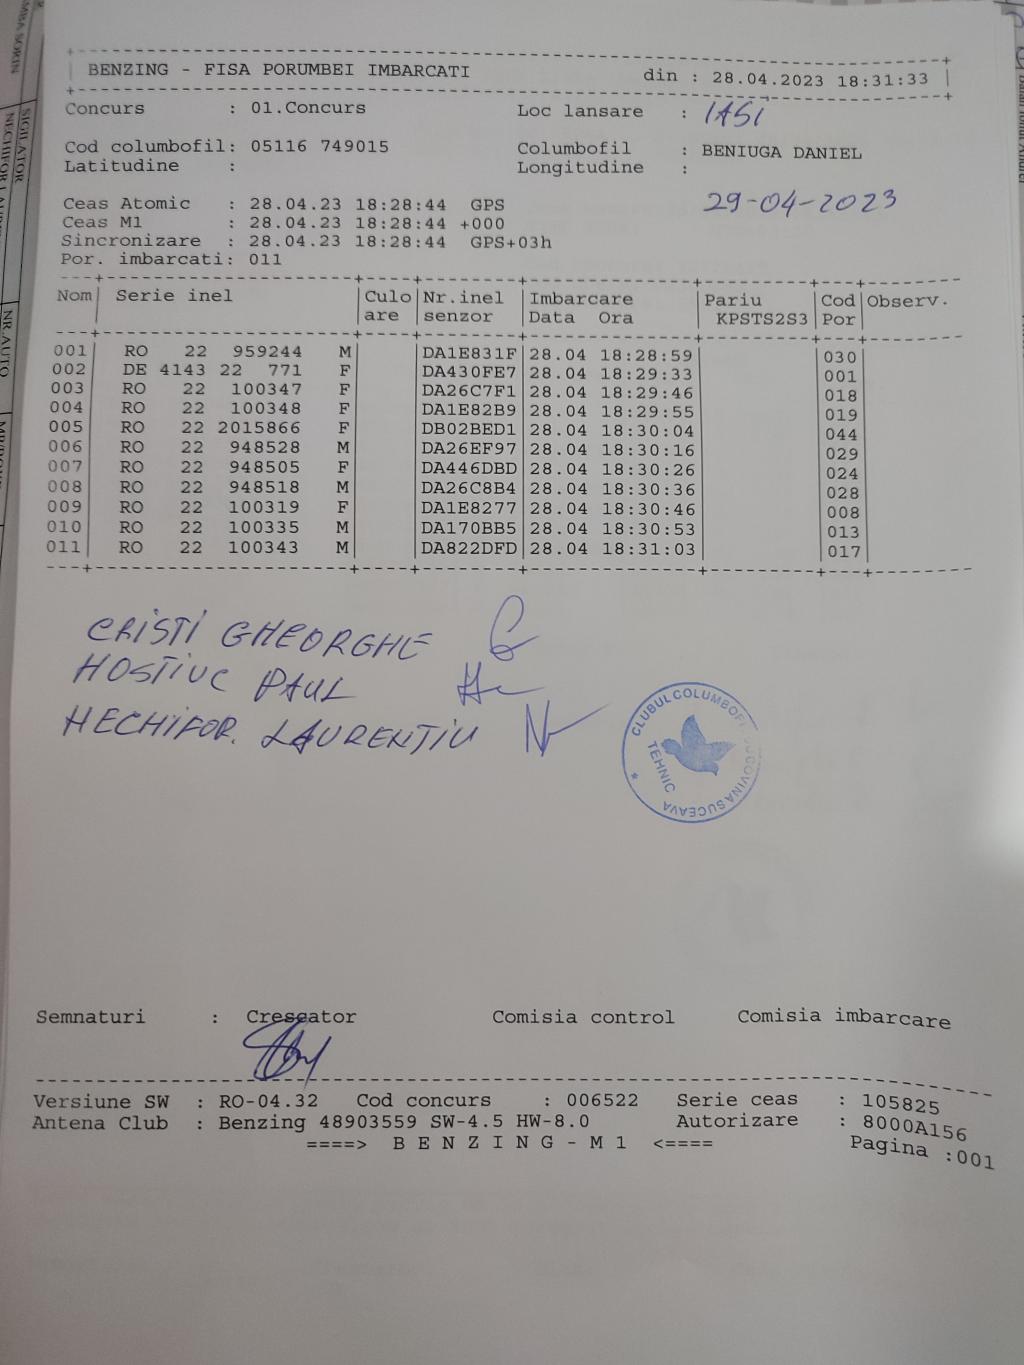 BENZING - FISA PORUMBEI IMBARCATI din : 28.04.2023 18:31:33
Concurs : 01.Concurs Loc lansare : IASI
Cod columbofil: 05116 749015 Columbofil : BENIUGA DANIEL
Latitudine : Longitudine :
29-04-2023
Ceas Atomic : 28.04.23 18:28:44 GPS
Ceas M1 : 28.04.23 18:28:44 +000
Sincronizare : 28.04.23 18:28:44 GPS+03h
Por. imbarcati: 011
Nom Serie inel Culo Nr.inel Imbarcare Pariu Cod Observ.
are senzor Data Ora KPSTS2S3 Por
001 RO 22 959244 M DA1E831F 28.04 18:28:59 030
002 DE 4143 22 771 F DA430FE7 28.04 18:29:33 001
003 RO 22 100347 F DA26C7F1 28.04 18:29:46 018
004 RO 22 100348 F DA1E82B9 28.04 18:29:55 019
005 RO 22 2015866 F DB02BED1 28.04 18:30:04 044
006 RO 22 948528 M DA26EF97 28.04 18:30:16 029
007 RO 22 948505 F DA446DBD 28.04 18:30:26 024
008 RO 22 948518 M DA26C8B4 28.04 18:30:36 028
009 RO 22 100319 F DA1E8277 28.04 18:30:46 008
010 RO 22 100335 M DA170BB5 28.04 18:30:53 013
011 RO 22 100343 M DA822DFD 28.04 18:31:03 017
CRISTI GHEORGHE
HOSTIUC PAUL
HECHIFOR. LAURENȚIU
CLUBUL COLUMBOFIL BUCOVINA SUCEAVA
TEHNIC
Semnaturi : Crescator Comisia control Comisia imbarcare
Versiune SW : RO-04.32 Cod concurs : 006522 Serie ceas : 105825
Antena Club : Benzing 48903559 SW-4.5 HW-8.0 Autorizare : 8000A156
====> B E N Z I N G - M 1 <==== Pagina :001
SIGILATOR
NR.AUTO